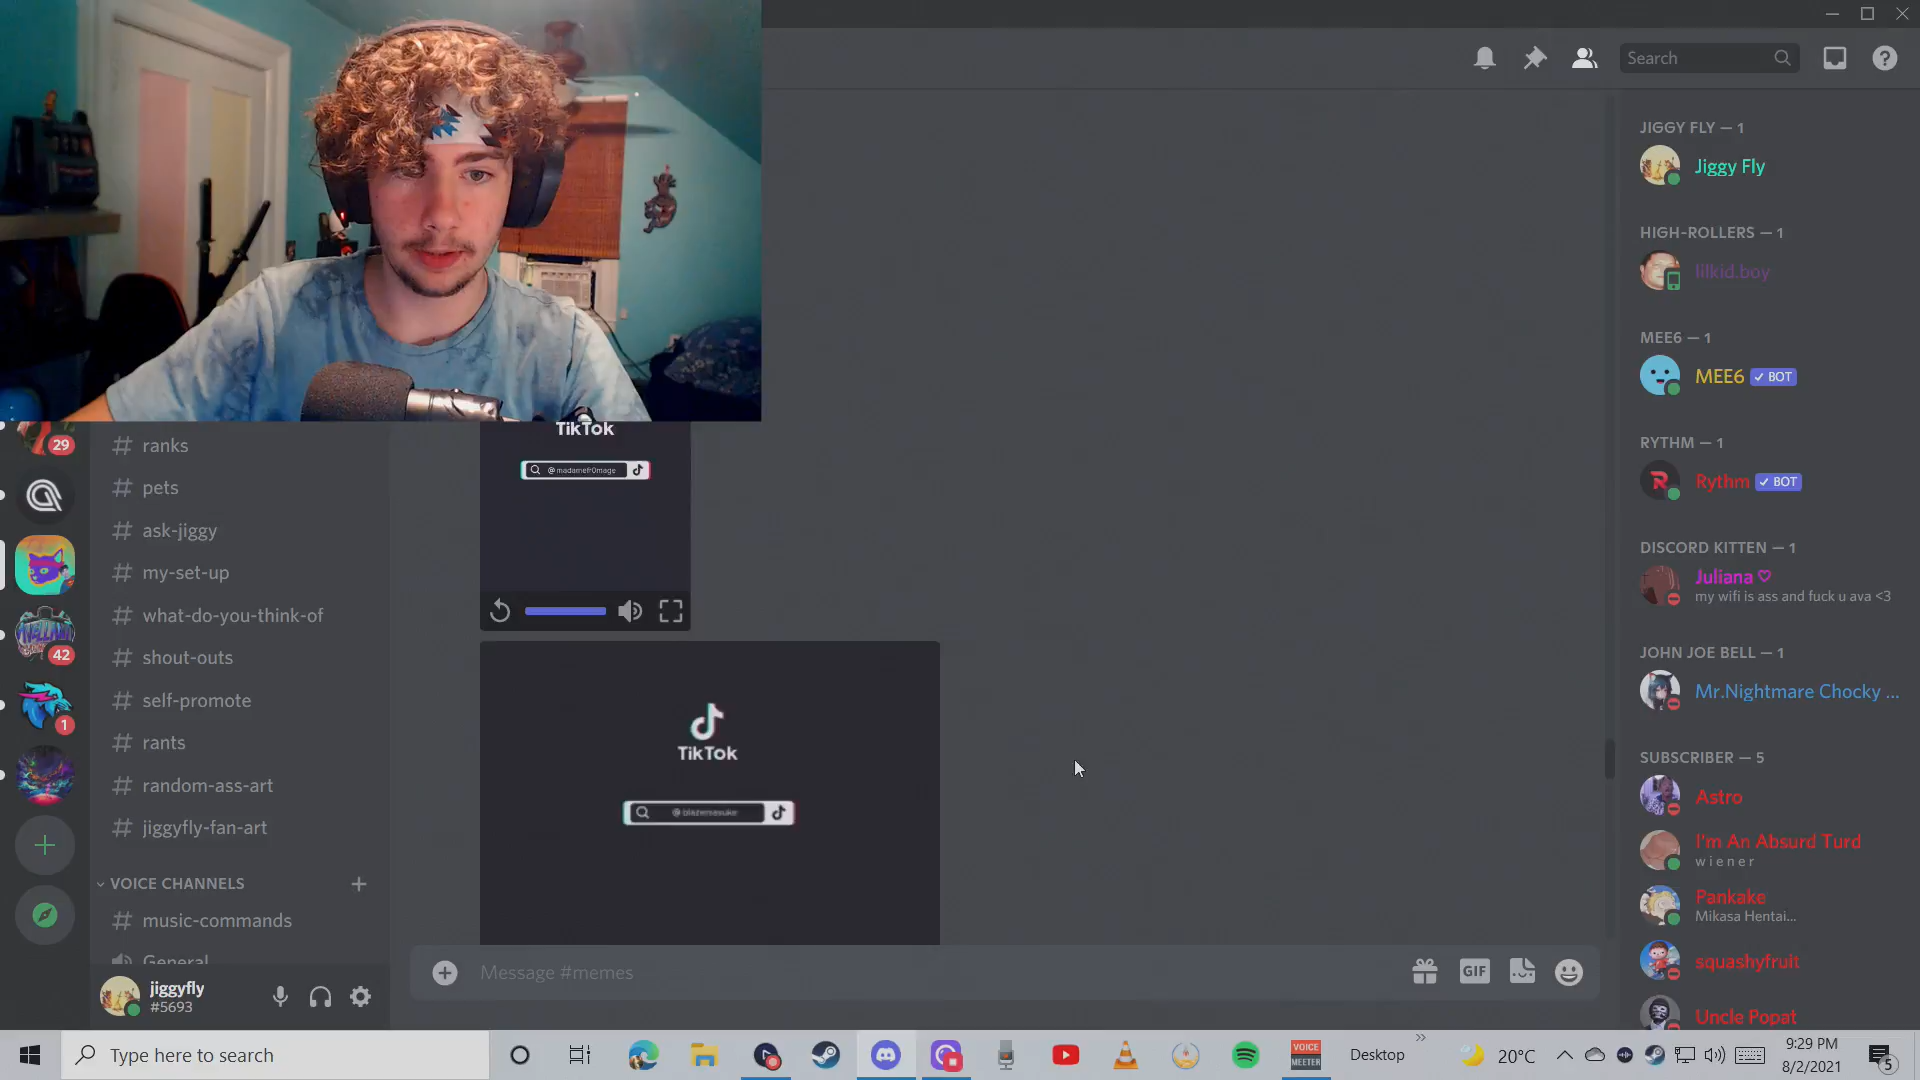 Search
JIGGY FLY — 1
Jiggy Fly
HIGH-ROLLERS — 1
lilkid.boy
MEE6 — 1
MEE6 ✓ BOT
RYTHM — 1
Rythm ✓ BOT
DISCORD KITTEN — 1
Juliana ♡
my wifi is ass and fuck u ava <3
JOHN JOE BELL — 1
Mr.Nightmare Chocky ...
SUBSCRIBER — 5
Astro
I'm An Absurd Turd
w i e n e r
Pankake
Mikasa Hentai...
squashyfruit
Uncle Popat
29
42
1
ranks
pets
ask-jiggy
my-set-up
what-do-you-think-of
shout-outs
self-promote
rants
random-ass-art
jiggyfly-fan-art
VOICE CHANNELS
music-commands
General
jiggyfly
#5693
TikTok
@madamefr0mage
TikTok
Message #memes
GIF
Type here to search
VOICE
MEETER
Desktop
20°C
9:29 PM
8/2/2021
5